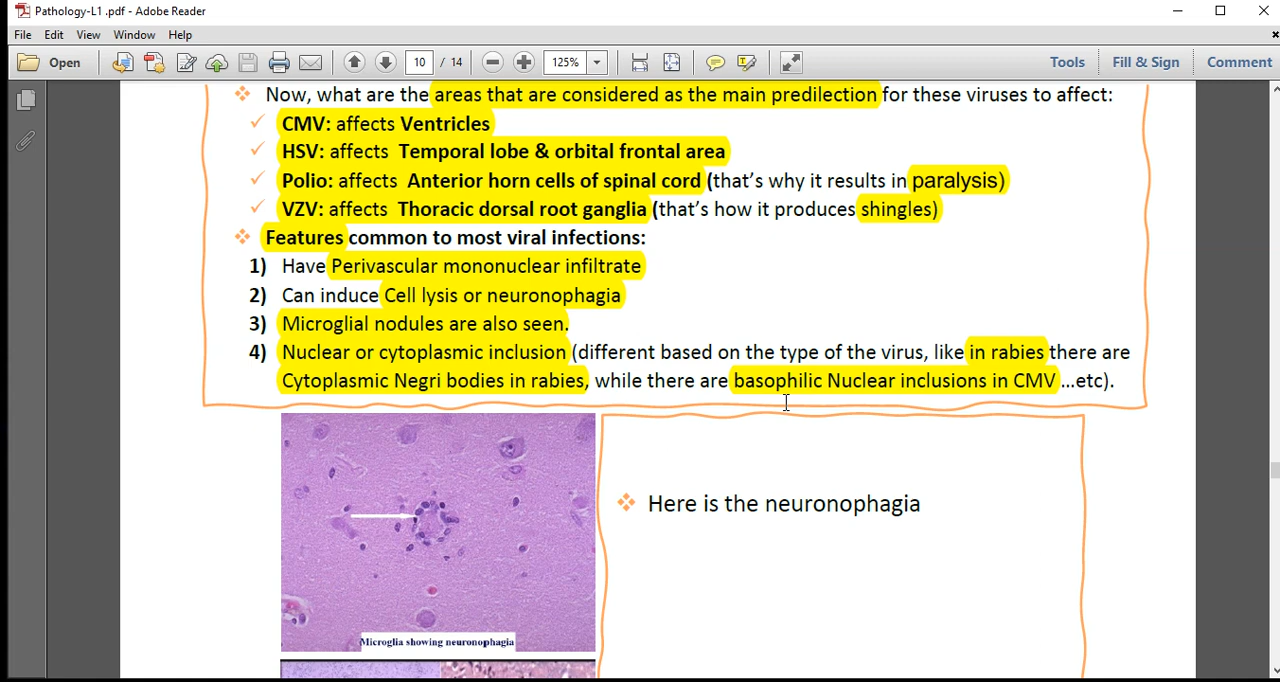 Pathology-L1 .pdf - Adobe Reader
File Edit View Window Help
Open 10 / 14 125% Tools Fill & Sign Comment
Now, what are the areas that are considered as the main predilection for these viruses to affect:
CMV: affects Ventricles
HSV: affects Temporal lobe & orbital frontal area
Polio: affects Anterior horn cells of spinal cord (that's why it results in paralysis)
VZV: affects Thoracic dorsal root ganglia (that's how it produces shingles)
Features common to most viral infections:
1) Have Perivascular mononuclear infiltrate
2) Can induce Cell lysis or neuronophagia
3) Microglial nodules are also seen.
4) Nuclear or cytoplasmic inclusion (different based on the type of the virus, like in rabies there are
Cytoplasmic Negri bodies in rabies, while there are basophilic Nuclear inclusions in CMV ...etc).
Here is the neuronophagia
Microglia showing neuronophagia